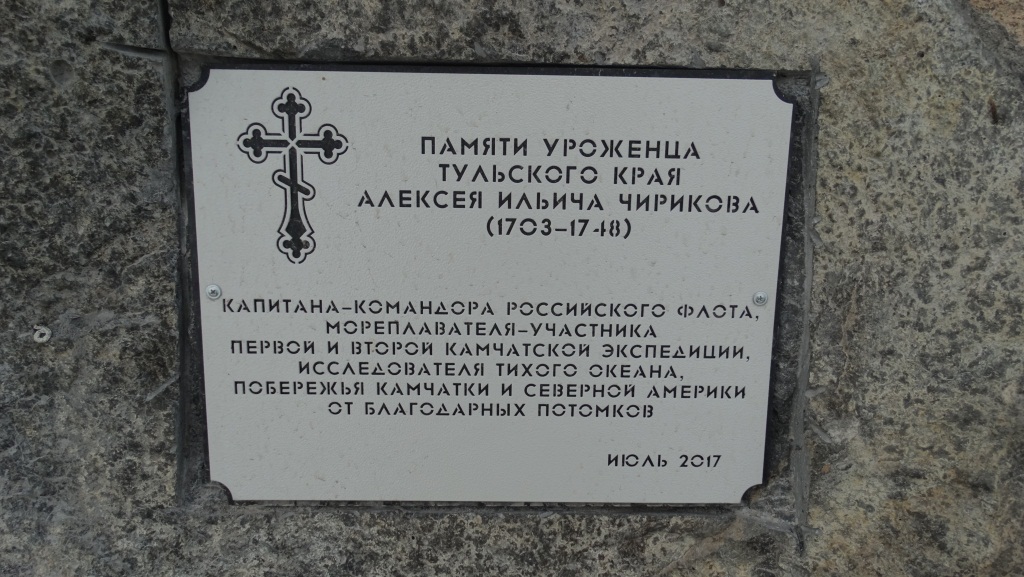 ПАМЯТИ УРОЖЕНЦА
ТУЛЬСКОГО КРАЯ
АЛЕКСЕЯ ИЛЬИЧА ЧИРИКОВА
(1703-1748)
КАПИТАНА-КОМАНДОРА РОССИЙСКОГО ФЛОТА,
МОРЕПЛАВАТЕЛЯ-УЧАСТНИКА
ПЕРВОЙ И ВТОРОЙ КАМЧАТСКОЙ ЭКСПЕДИЦИИ,
ИССЛЕДОВАТЕЛЯ ТИХОГО ОКЕАНА,
ПОБЕРЕЖЬЯ КАМЧАТКИ И СЕВЕРНОЙ АМЕРИКИ
ОТ БЛАГОДАРНЫХ ПОТОМКОВ
ИЮЛЬ 2017